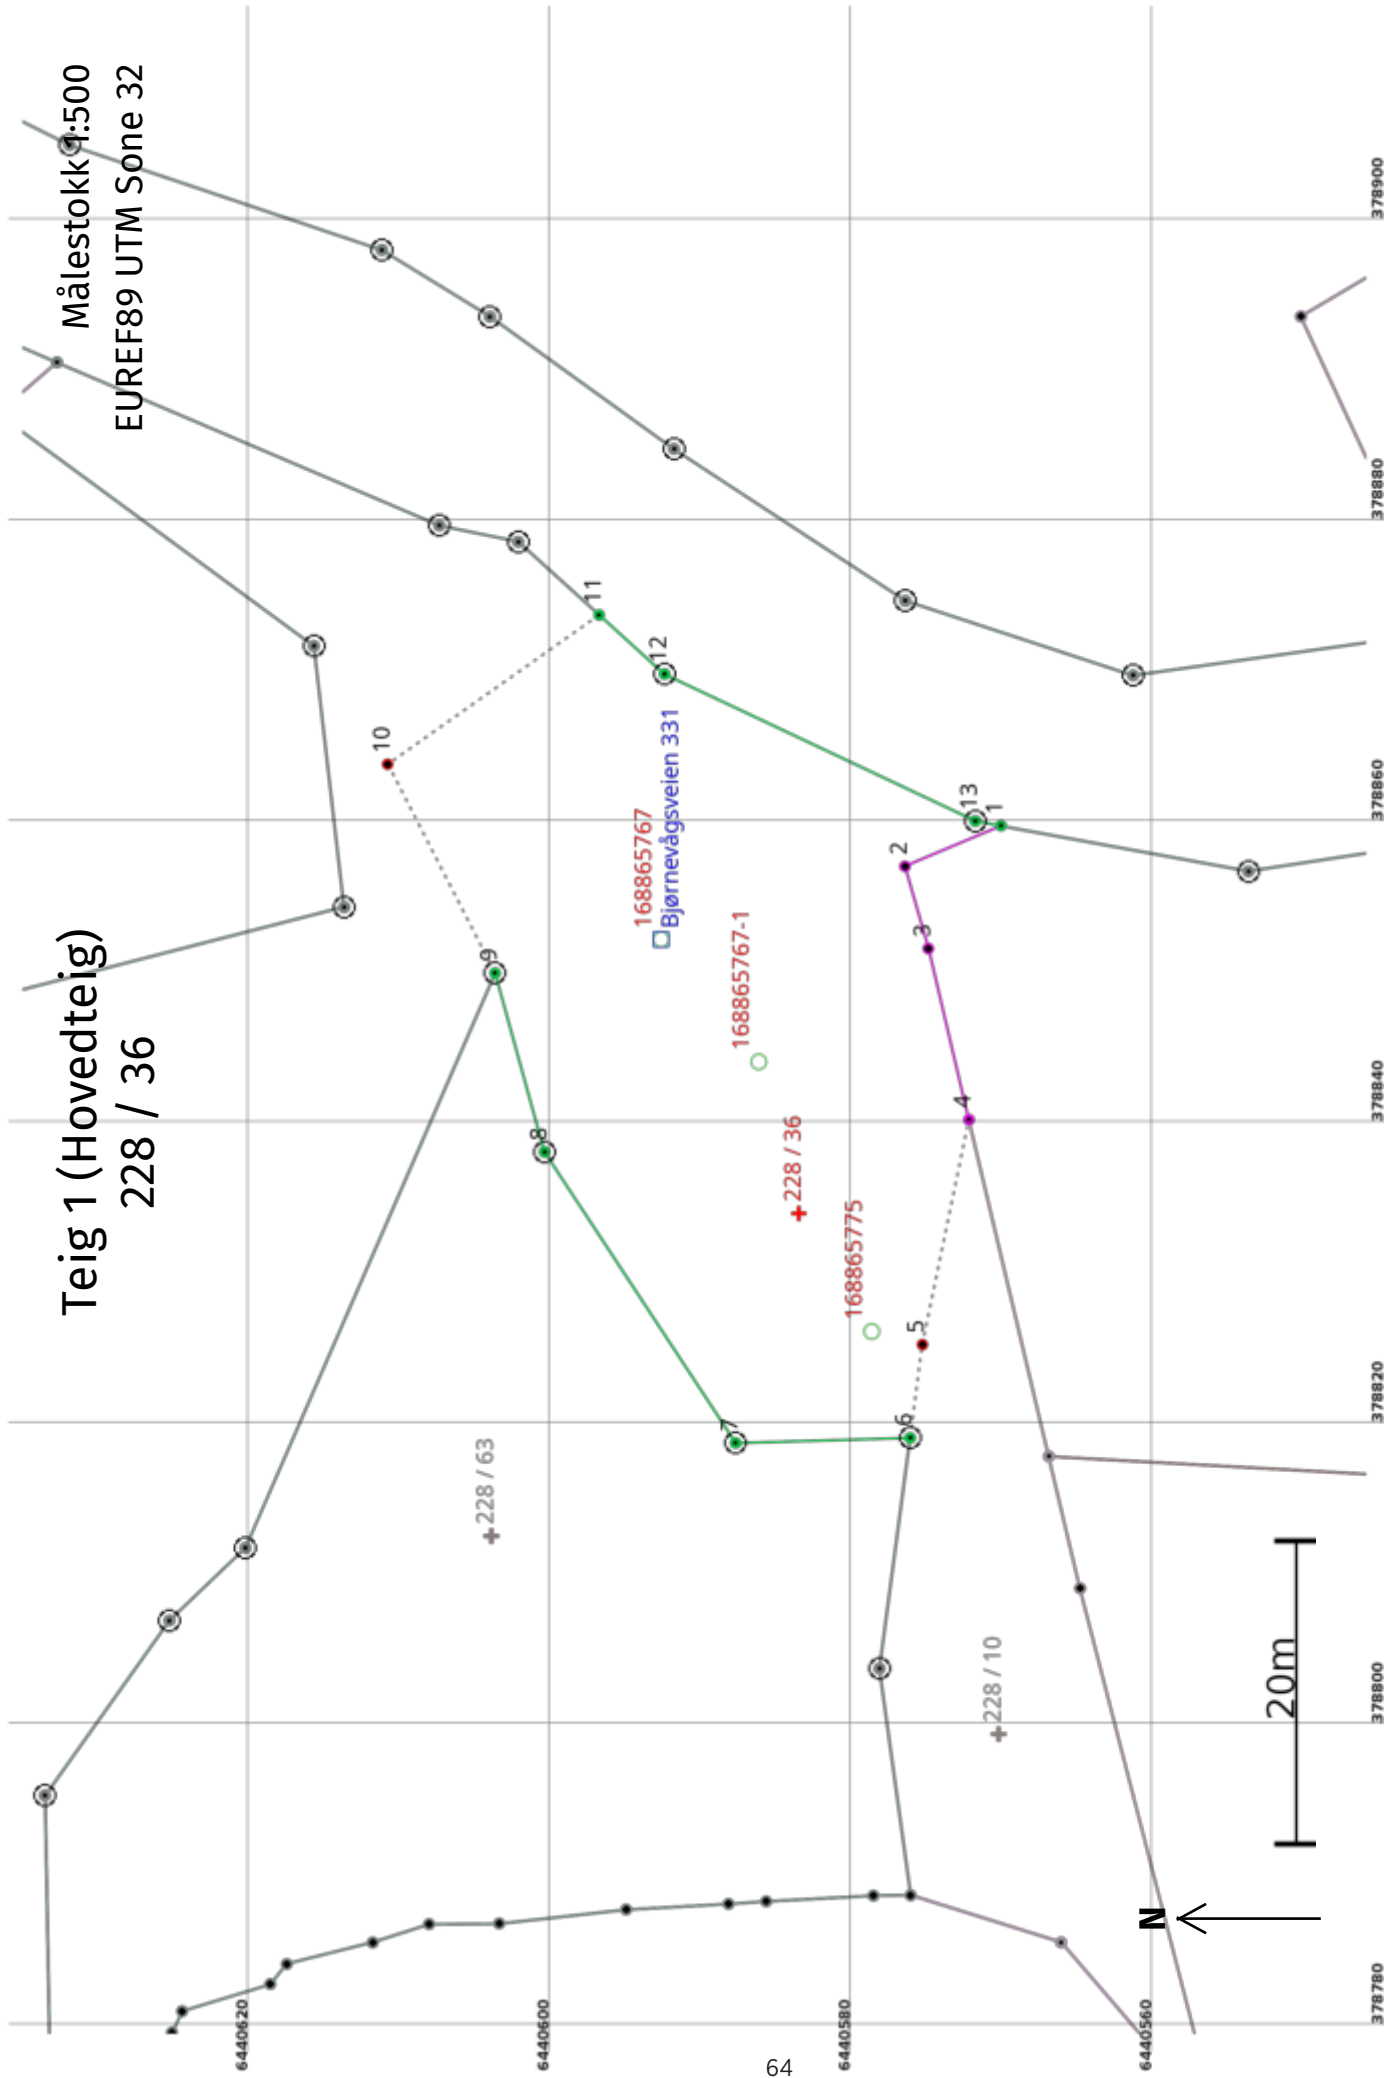 Teig 1 (Hovedteig)
228 / 36
Målestokk 1:500
EUREF89 UTM Sone 32
10
11
12
9
8
168865767
Bjørnevågsveien 331
168865767-1
228 / 36
168865775
228 / 63
7
6
5
4
3
2
13
1
228 / 10
20m
N
6440620
6440600
6440580
6440560
378780
378800
378820
378840
378860
378880
378900
64